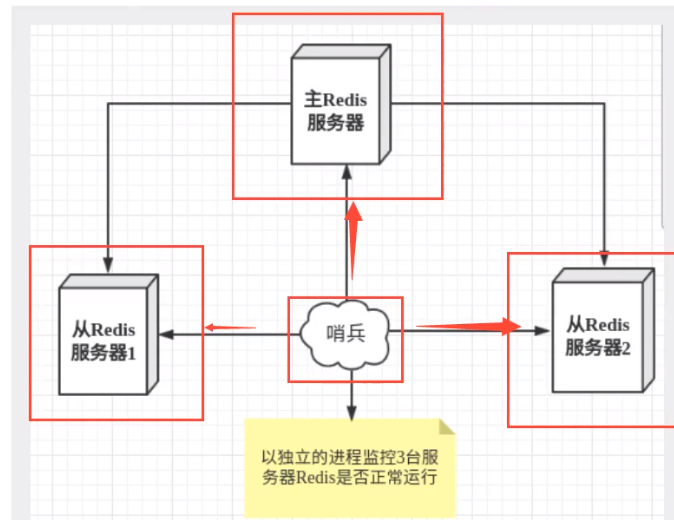 主Redis
服务器
从Redis
服务器1
哨兵
从Redis
服务器2
以独立的进程监控3台服
务器Redis是否正常运行